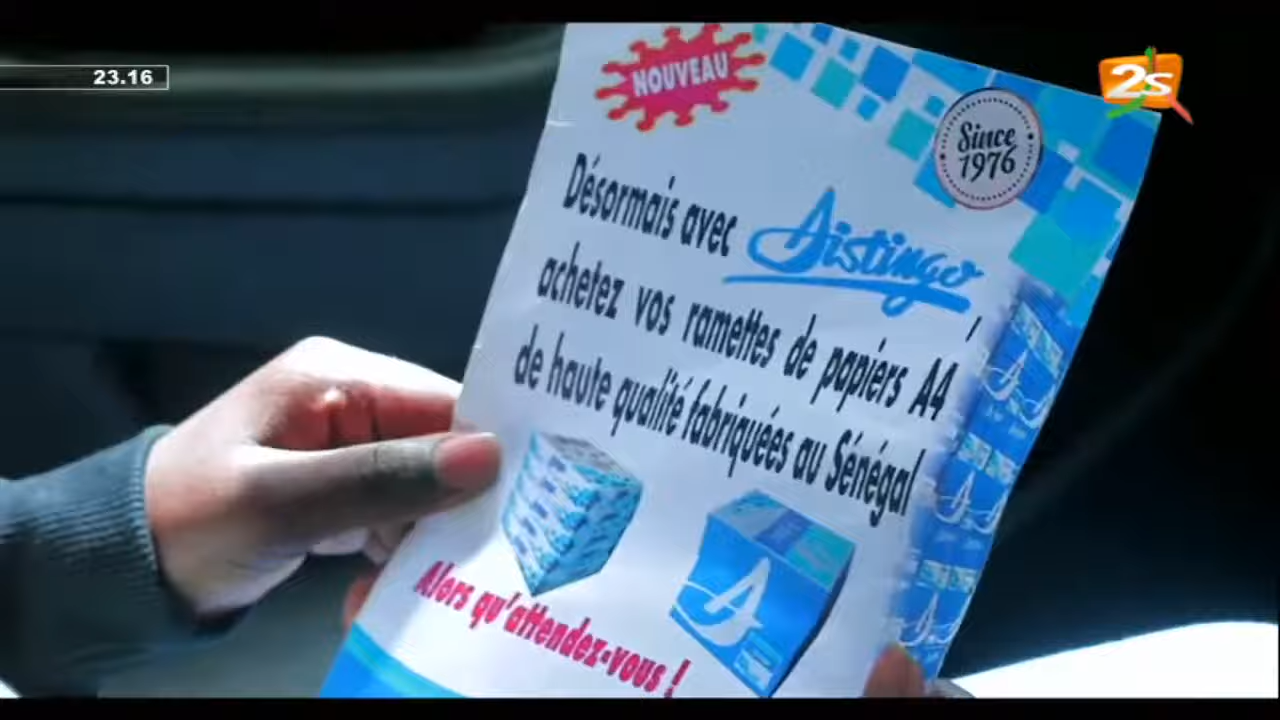 23.16
2s
NOUVEAU
Since
1976
Désormais avec Distingo,
achetez vos ramettes de papiers A4
de haute qualité fabriquées au Sénégal
Alors qu'attendez-vous !